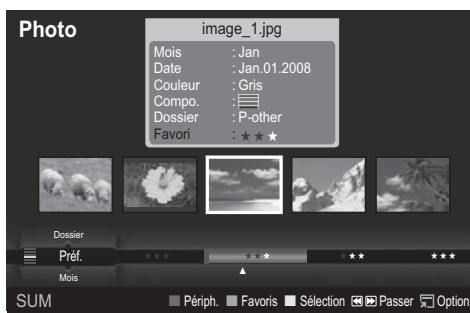 Photo
image_1.jpg
Mois : Jan
Date : Jan.01.2008
Couleur : Gris
Compo. :
Dossier : P-other
Favori : ★ ★ ★
Dossier
Préf. ★★★ ★★★ ★★★ ★★★
Mois
SUM Périph. Favoris Sélection Passer Option